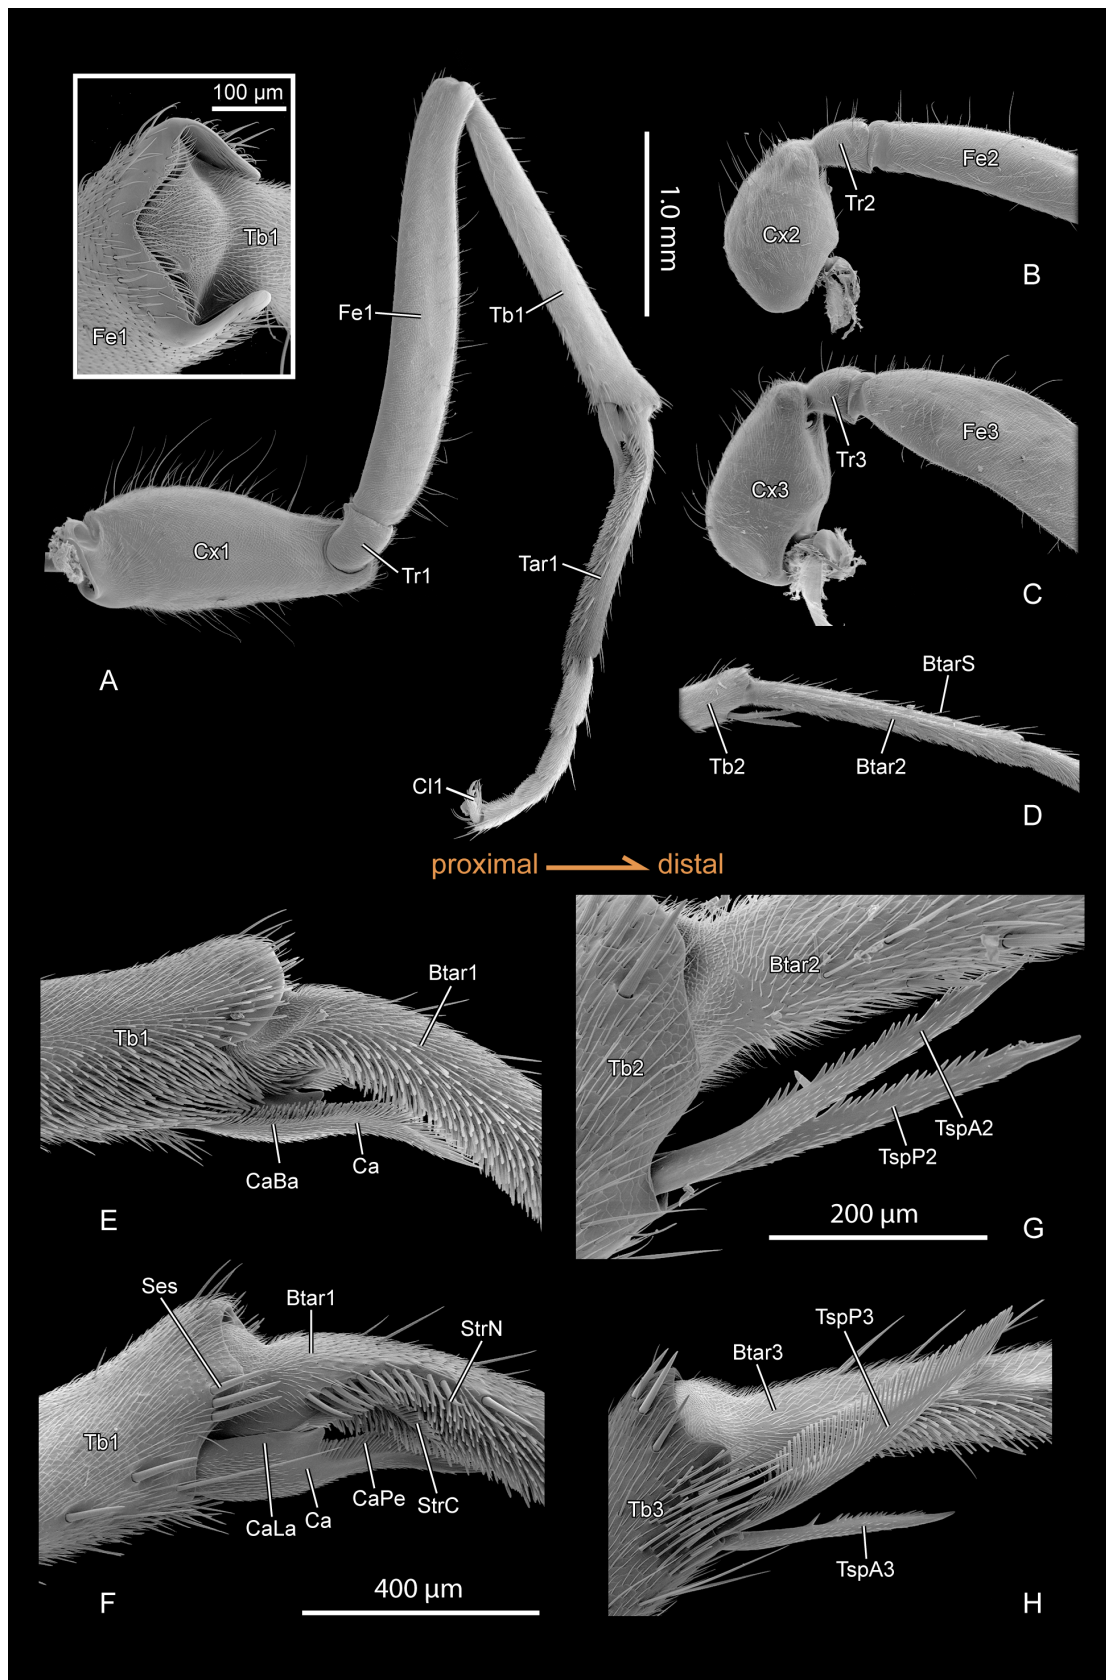 100 µm
Tb1
Fe1
Fe1
Tb1
1.0 mm
Cx1
Tr1
Tar1
Cl1
A
Fe2
Tr2
Cx2
B
Fe3
Tr3
Cx3
C
BtarS
Tb2
Btar2
D
proximal distal
Btar1
Tb1
CaBa
Ca
E
Btar2
Tb2
TspA2
TspP2
200 µm
G
Ses
Btar1
StrN
Tb1
CaPe
StrC
CaLa
Ca
400 µm
F
TspP3
Btar3
Tb3
TspA3
H